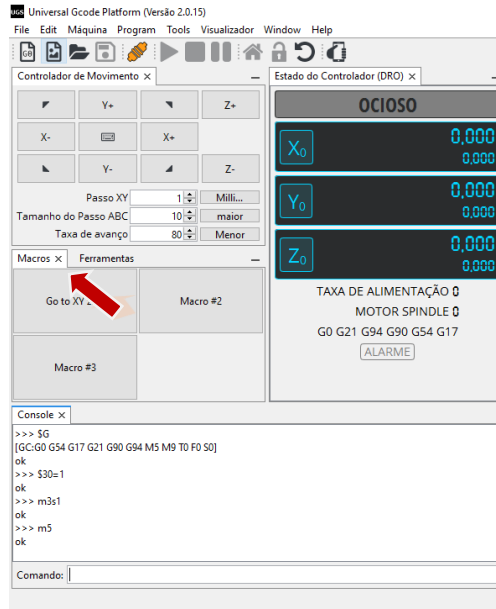 UGS Universal Gcode Platform (Versão 2.0.15)
File Edit Máquina Program Tools Visualizador Window Help
Controlador de Movimento ×
Y+ Z+
X- X+
Y- Z-
Passo XY 1 Milli...
Tamanho do Passo ABC 10 maior
Taxa de avanço 80 Menor
Macros × Ferramentas
Go to XY Macro #2
Macro #3
Estado do Controlador (DRO) ×
OCIOSO
X0 0,000
0,000
Y0 0,000
0,000
Z0 0,000
0,000
TAXA DE ALIMENTAÇÃO 0
MOTOR SPINDLE 0
G0 G21 G94 G90 G54 G17
ALARME
Console ×
>>> $G
[GC:G0 G54 G17 G21 G90 G94 M5 M9 T0 F0 S0]
ok
>>> $30=1
ok
>>> m3s1
ok
>>> m5
ok
Comando: